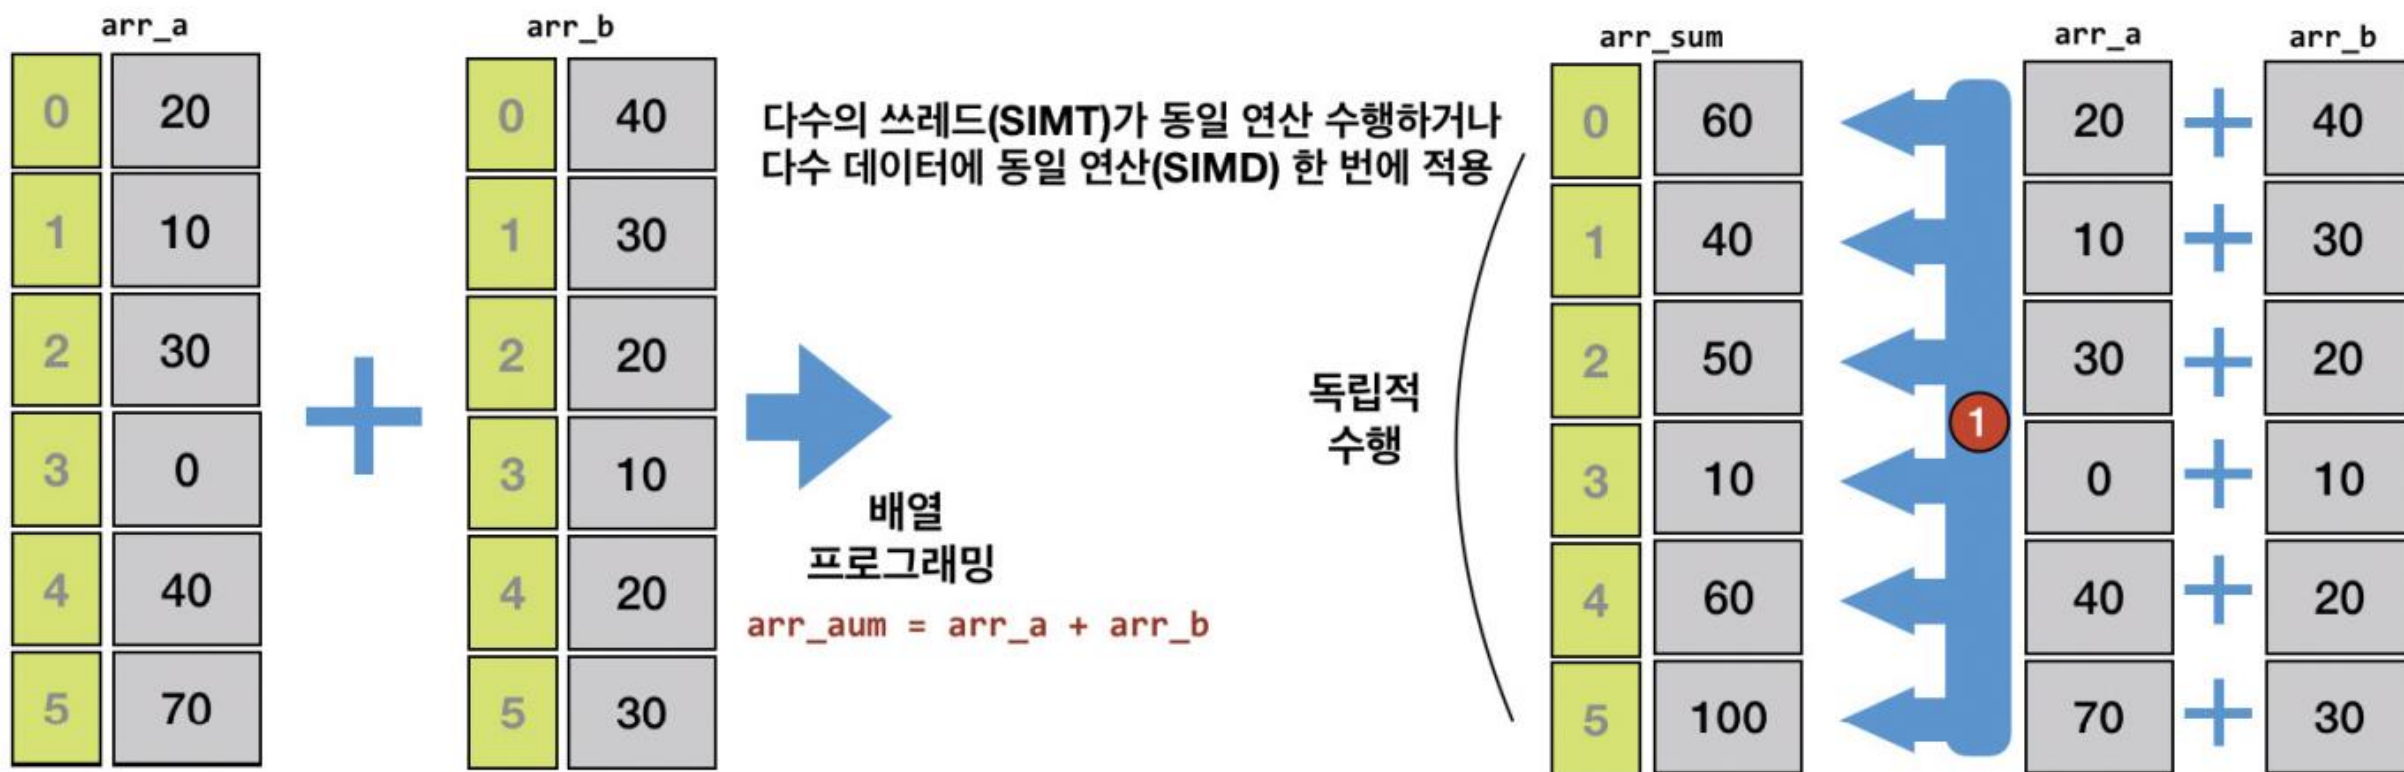 arr_a
0 20
1 10
2 30
3 0
4 40
5 70
arr_b
0 40
1 30
2 20
3 10
4 20
5 30
다수의 쓰레드(SIMT)가 동일 연산 수행하거나
다수 데이터에 동일 연산(SIMD) 한 번에 적용
배열
프로그래밍
arr_aum = arr_a + arr_b
독립적
수행
arr_sum
0 60
1 40
2 50
3 10
4 60
5 100
1
arr_a
20
10
30
0
40
70
arr_b
40
30
20
10
20
30